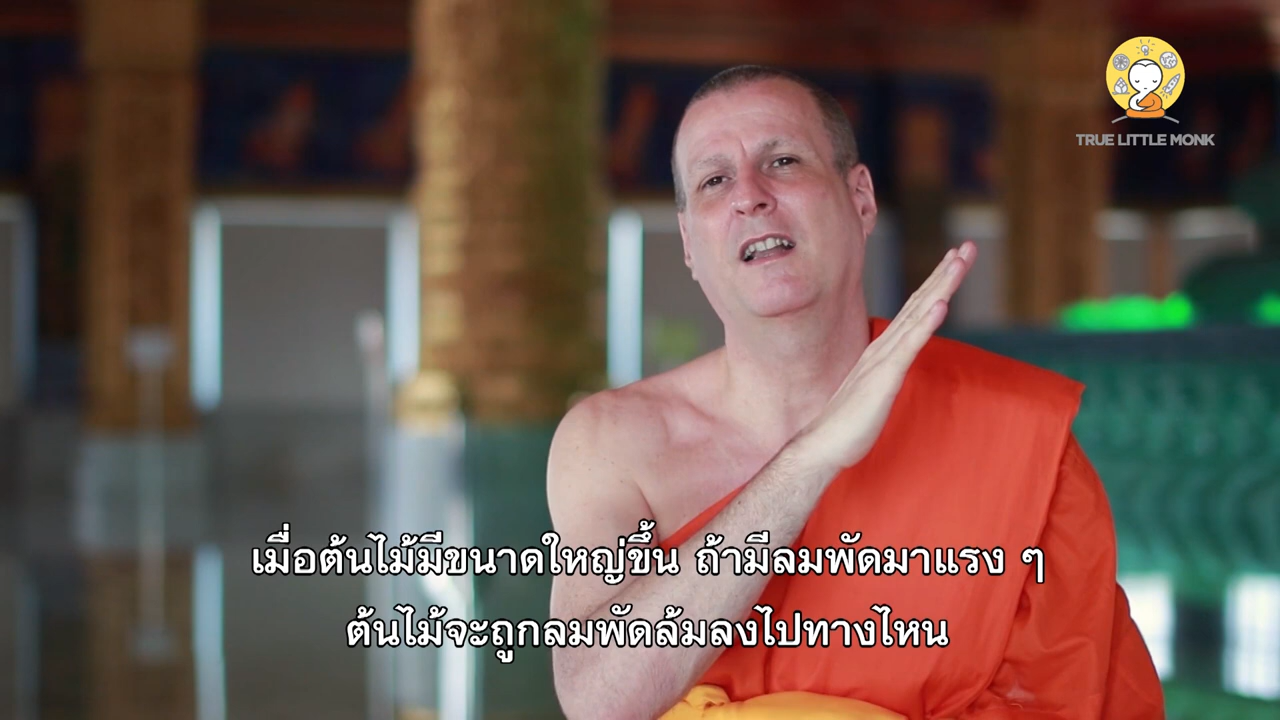 TRUE LITTLE MONK
เมื่อต้นไม้มีขนาดใหญ่ขึ้น ถ้ามีลมพัดมาแรง ๆ
ต้นไม้จะถูกลมพัดล้มลงไปทางไหน